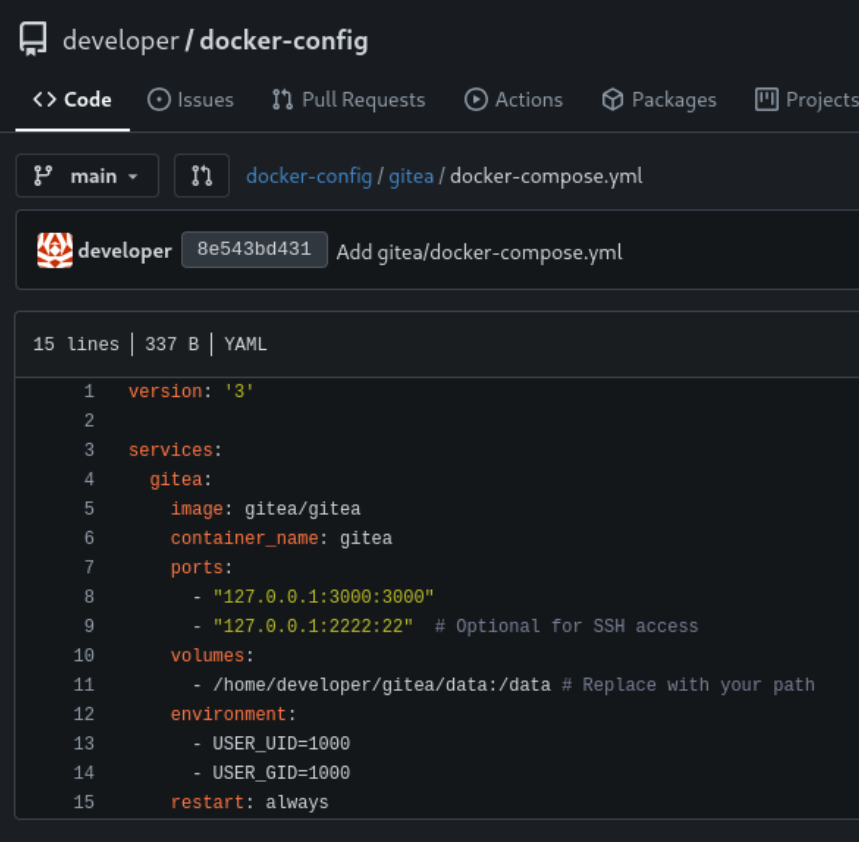 developer / docker-config
Code Issues Pull Requests Actions Packages Projects
main docker-config / gitea / docker-compose.yml
developer 8e543bd431 Add gitea/docker-compose.yml
15 lines | 337 B | YAML
1 version: '3'
2
3 services:
4   gitea:
5     image: gitea/gitea
6     container_name: gitea
7     ports:
8       - "127.0.0.1:3000:3000"
9       - "127.0.0.1:2222:22"  # Optional for SSH access
10     volumes:
11       - /home/developer/gitea/data:/data # Replace with your path
12     environment:
13       - USER_UID=1000
14       - USER_GID=1000
15     restart: always